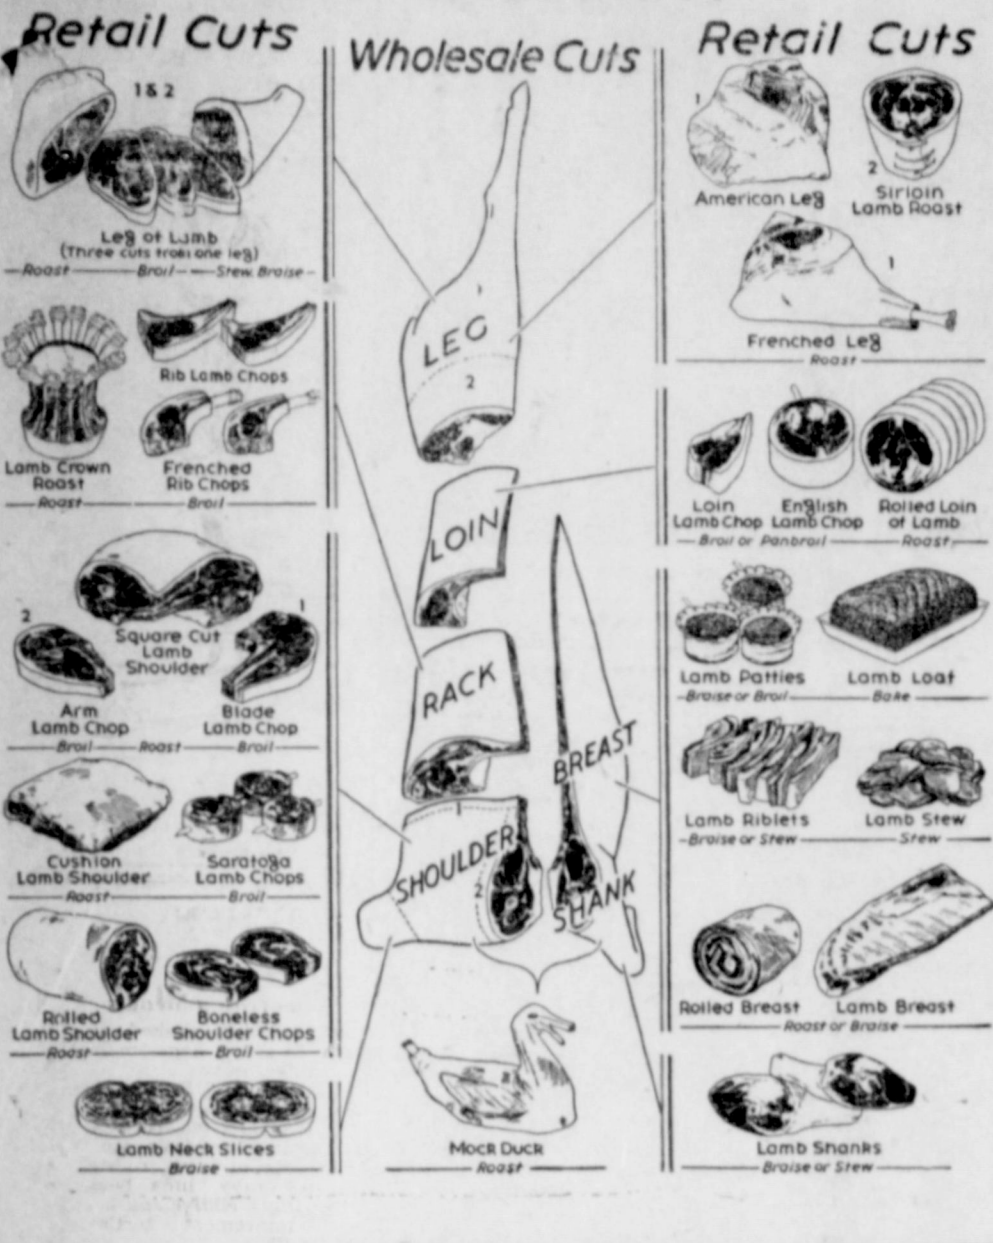 Retail Cuts
1 & 2
Leg of Lamb
(Three cuts from one leg)
Roast Broil Stew, Braise
Lamb Crown
Roast
Roast
Rib Lamb Chops
Frenched
Rib Chops
Broil
Square Cut
Lamb
Shoulder
2
1
Arm
Lamb Chop
Blade
Lamb Chop
Broil Roast Broil
Cushion
Lamb Shoulder
Roast
Saratoga
Lamb Chops
Broil
Rolled
Lamb Shoulder
Roast
Boneless
Shoulder Chops
Broil
Lamb Neck Slices
Braise
Wholesale Cuts
1
LEG
2
LOIN
RACK
BREAST
1
SHOULDER
2
SHANK
Mock Duck
Roast
Retail Cuts
1
American Leg
2
Sirloin
Lamb Roast
1
Frenched Leg
Roast
Loin
Lamb Chop
English
Lamb Chop
Broil or Panbroil
Rolled Loin
of Lamb
Roast
Lamb Patties
Braise or Broil
Lamb Loaf
Bake
Lamb Riblets
Braise or Stew
Lamb Stew
Stew
Rolled Breast
Lamb Breast
Roast or Braise
Lamb Shanks
Braise or Stew